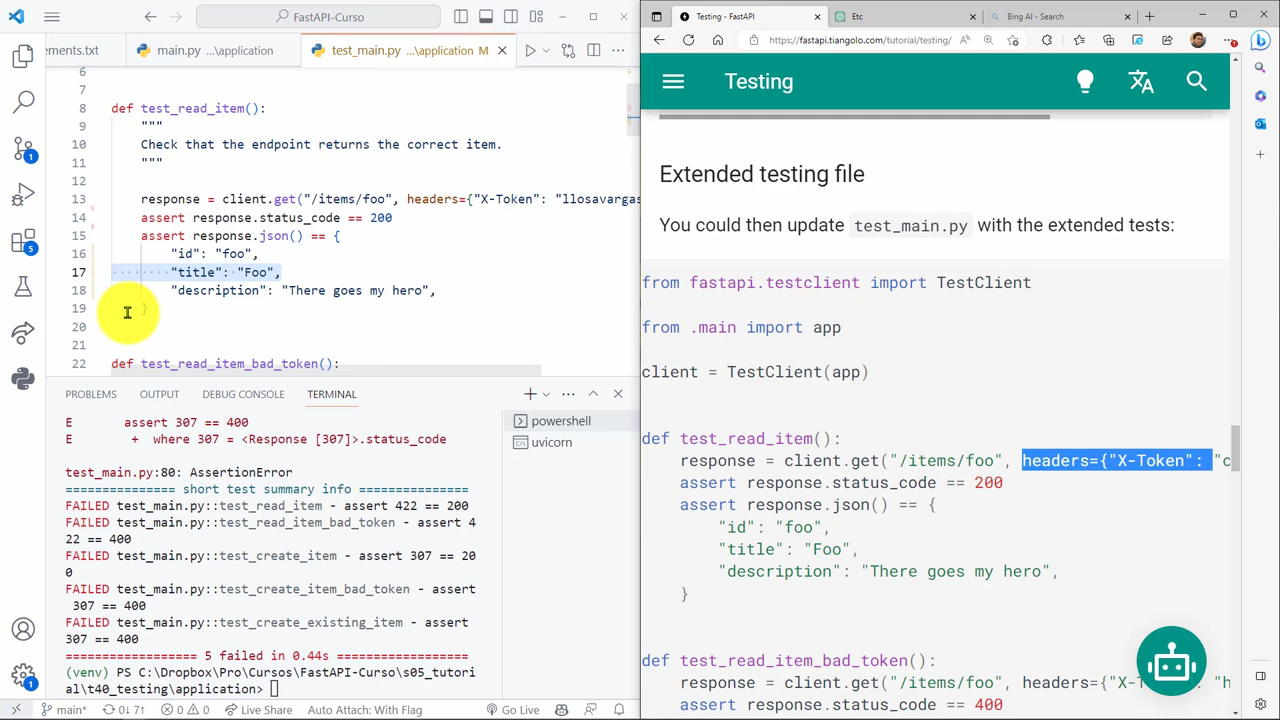 FastAPI-Curso
ements.txt
main.py ...\application
test_main.py ...\application M
6
7
8 def test_read_item():
9 """
10 Check that the endpoint returns the correct item.
11 """
12
13 response = client.get("/items/foo", headers={"X-Token": "llosavargas
14 assert response.status_code == 200
15 assert response.json() == {
16 "id": "foo",
17 "title": "Foo",
18 "description": "There goes my hero",
19 }
20
21
22 def test_read_item_bad_token():
PROBLEMS OUTPUT DEBUG CONSOLE TERMINAL
powershell
uvicorn
E assert 307 == 400
E + where 307 = <Response [307]>.status_code
test_main.py:80: AssertionError
============== short test summary info ==============
FAILED test_main.py::test_read_item - assert 422 == 200
FAILED test_main.py::test_read_item_bad_token - assert 4
22 == 400
FAILED test_main.py::test_create_item - assert 307 == 20
0
FAILED test_main.py::test_create_item_bad_token - assert
307 == 400
FAILED test_main.py::test_create_existing_item - assert
307 == 400
================== 5 failed in 0.44s ==================
(venv) PS C:\Dropbox\Pro\Cursos\FastAPI-Curso\s05_tutori
al\t40_testing\application>
1
5
1
main* 0↓ 7↑ 0 0 Live Share Auto Attach: With Flag Go Live
Testing - FastAPI
Etc
Bing AI - Search
https://fastapi.tiangolo.com/tutorial/testing/
Testing
Extended testing file
You could then update test_main.py with the extended tests:
from fastapi.testclient import TestClient
from .main import app
client = TestClient(app)
def test_read_item():
response = client.get("/items/foo", headers={"X-Token": "c
assert response.status_code == 200
assert response.json() == {
"id": "foo",
"title": "Foo",
"description": "There goes my hero",
}
def test_read_item_bad_token():
response = client.get("/items/foo", headers={"X-T "h
assert response.status_code == 400